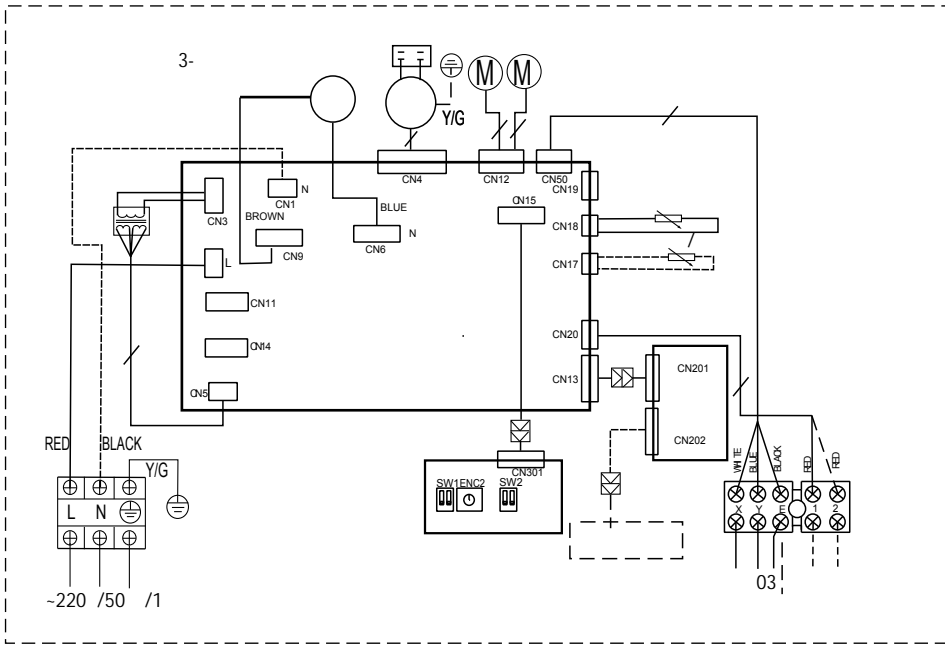 3-
M M
Y/G
CN4
CN12
CN50
CN19
CN1
N
CN3
BROWN
BLUE
CN15
CN18
CN9
CN6
N
L
CN17
CN11
CN20
CN14
CN13
CN201
CN5
CN202
RED
BLACK
Y/G
CN301
SW1 ENC2 SW2
WHITE
BLUE
BLACK
RED
RED
L N
X Y E 1 2
03
~220 /50 /1